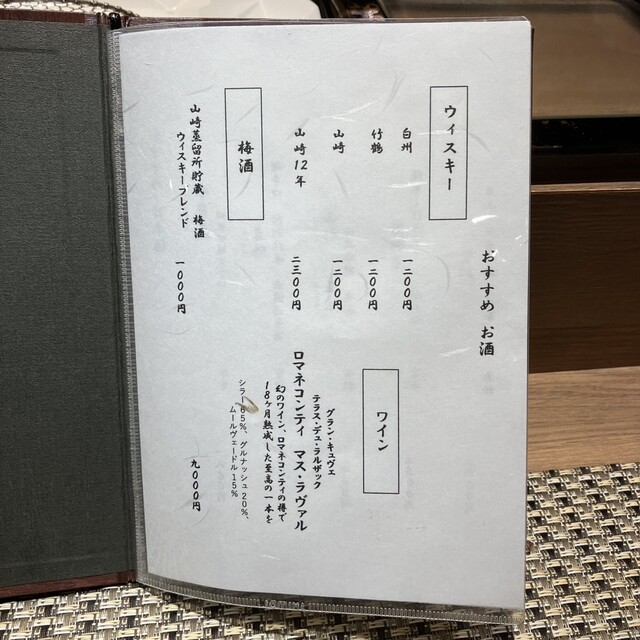 おすすめ お酒
ウィスキー
白州 一二〇〇円
竹鶴 一二〇〇円
山崎 一二〇〇円
山崎12年 二三〇〇円
梅酒
山崎蒸留所貯蔵 梅酒
ウィスキーブレンド 一〇〇〇円
ワイン
グラン・キュヴェ
テラス・デュ・ラルザック
ロマネコンティ マス・ラヴァル
幻のワイン、ロマネコンティの樽で
18ヶ月熟成した至高の一本を
シラー65%、グルナッシュ20%、
ムールヴェードル15%
九〇〇〇円